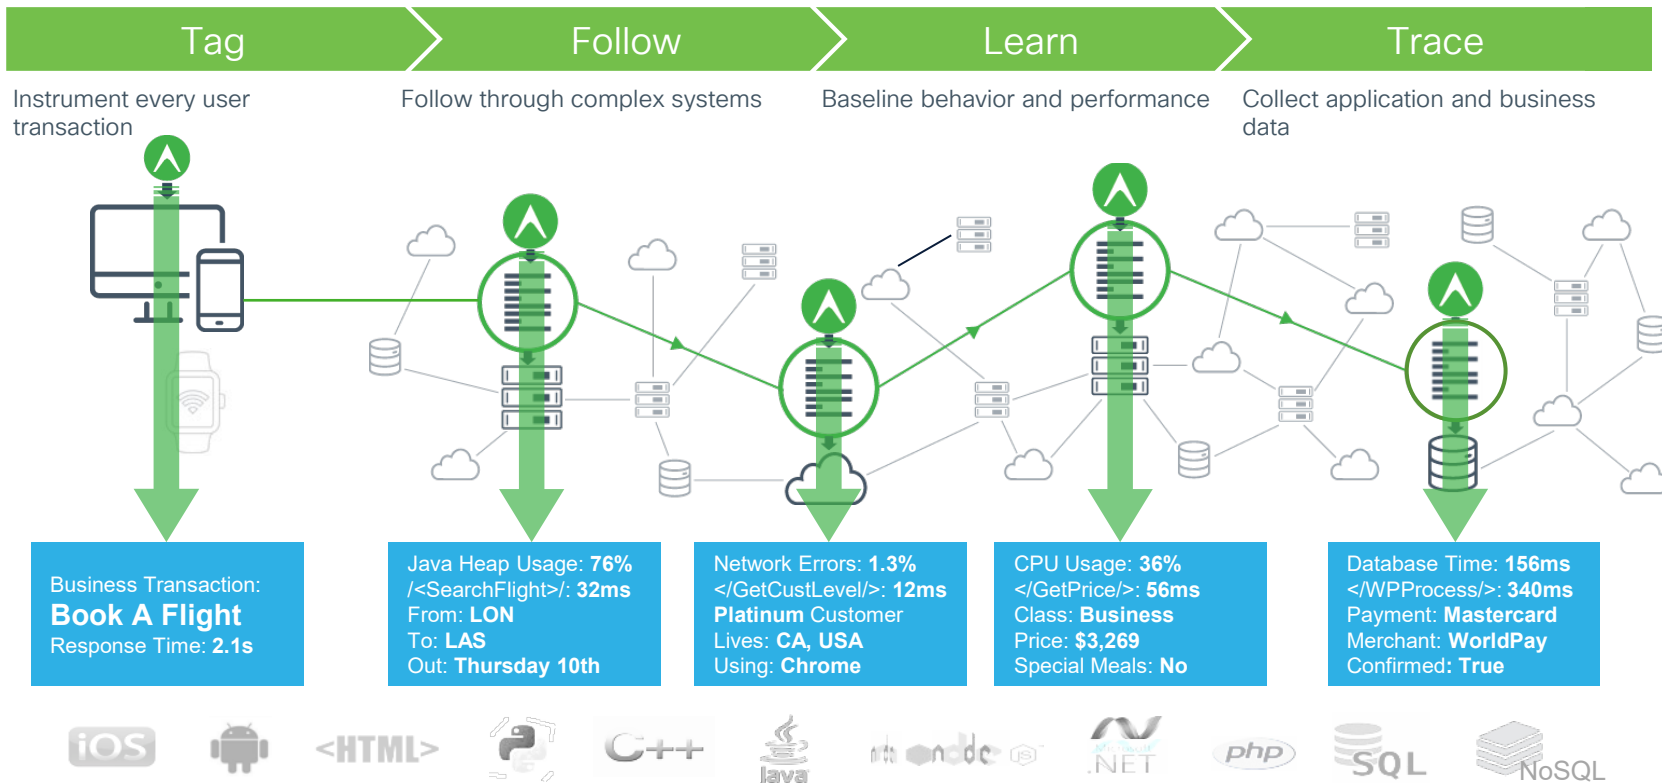 Tag
Follow
Learn
Trace
Instrument every user
transaction
Follow through complex systems
Baseline behavior and performance
Collect application and business
data
Business Transaction:
Book A Flight
Response Time: 2.1s
Java Heap Usage: 76%
/<SearchFlight>/: 32ms
From: LON
To: LAS
Out: Thursday 10th
Network Errors: 1.3%
</GetCustLevel/>: 12ms
Platinum Customer
Lives: CA, USA
Using: Chrome
CPU Usage: 36%
</GetPrice/>: 56ms
Class: Business
Price: $3,269
Special Meals: No
Database Time: 156ms
</WPProcess/>: 340ms
Payment: Mastercard
Merchant: WorldPay
Confirmed: True
iOS
<HTML>
C++
Java
node
JS
Microsoft
.NET
php
SQL
NoSQL